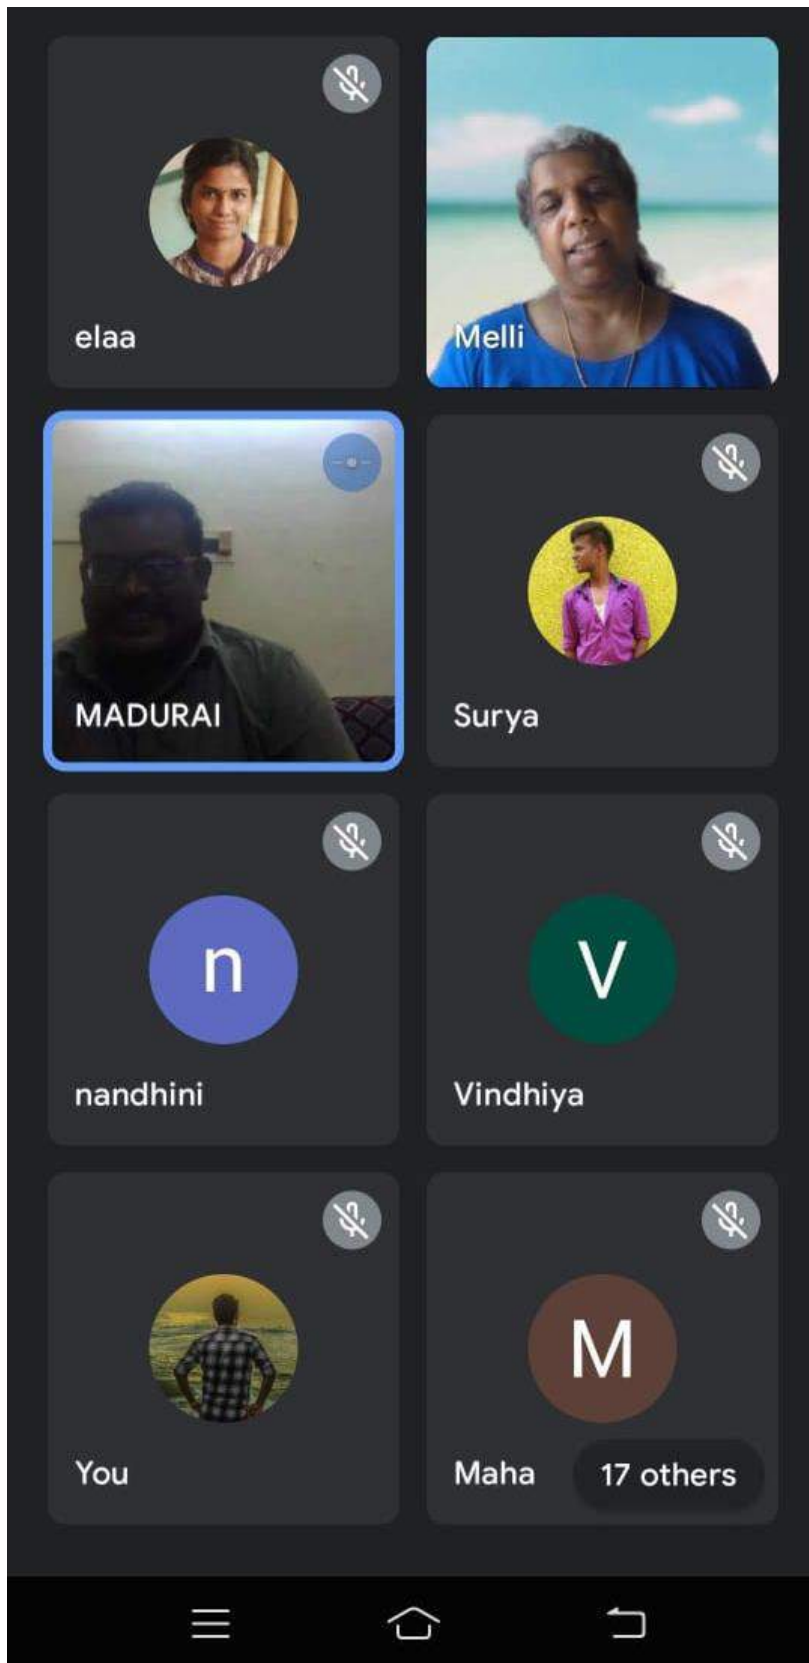 elaa
Melli
MADURAI
Surya
n
V
nandhini
Vindhiya
You
M
Maha
17 others